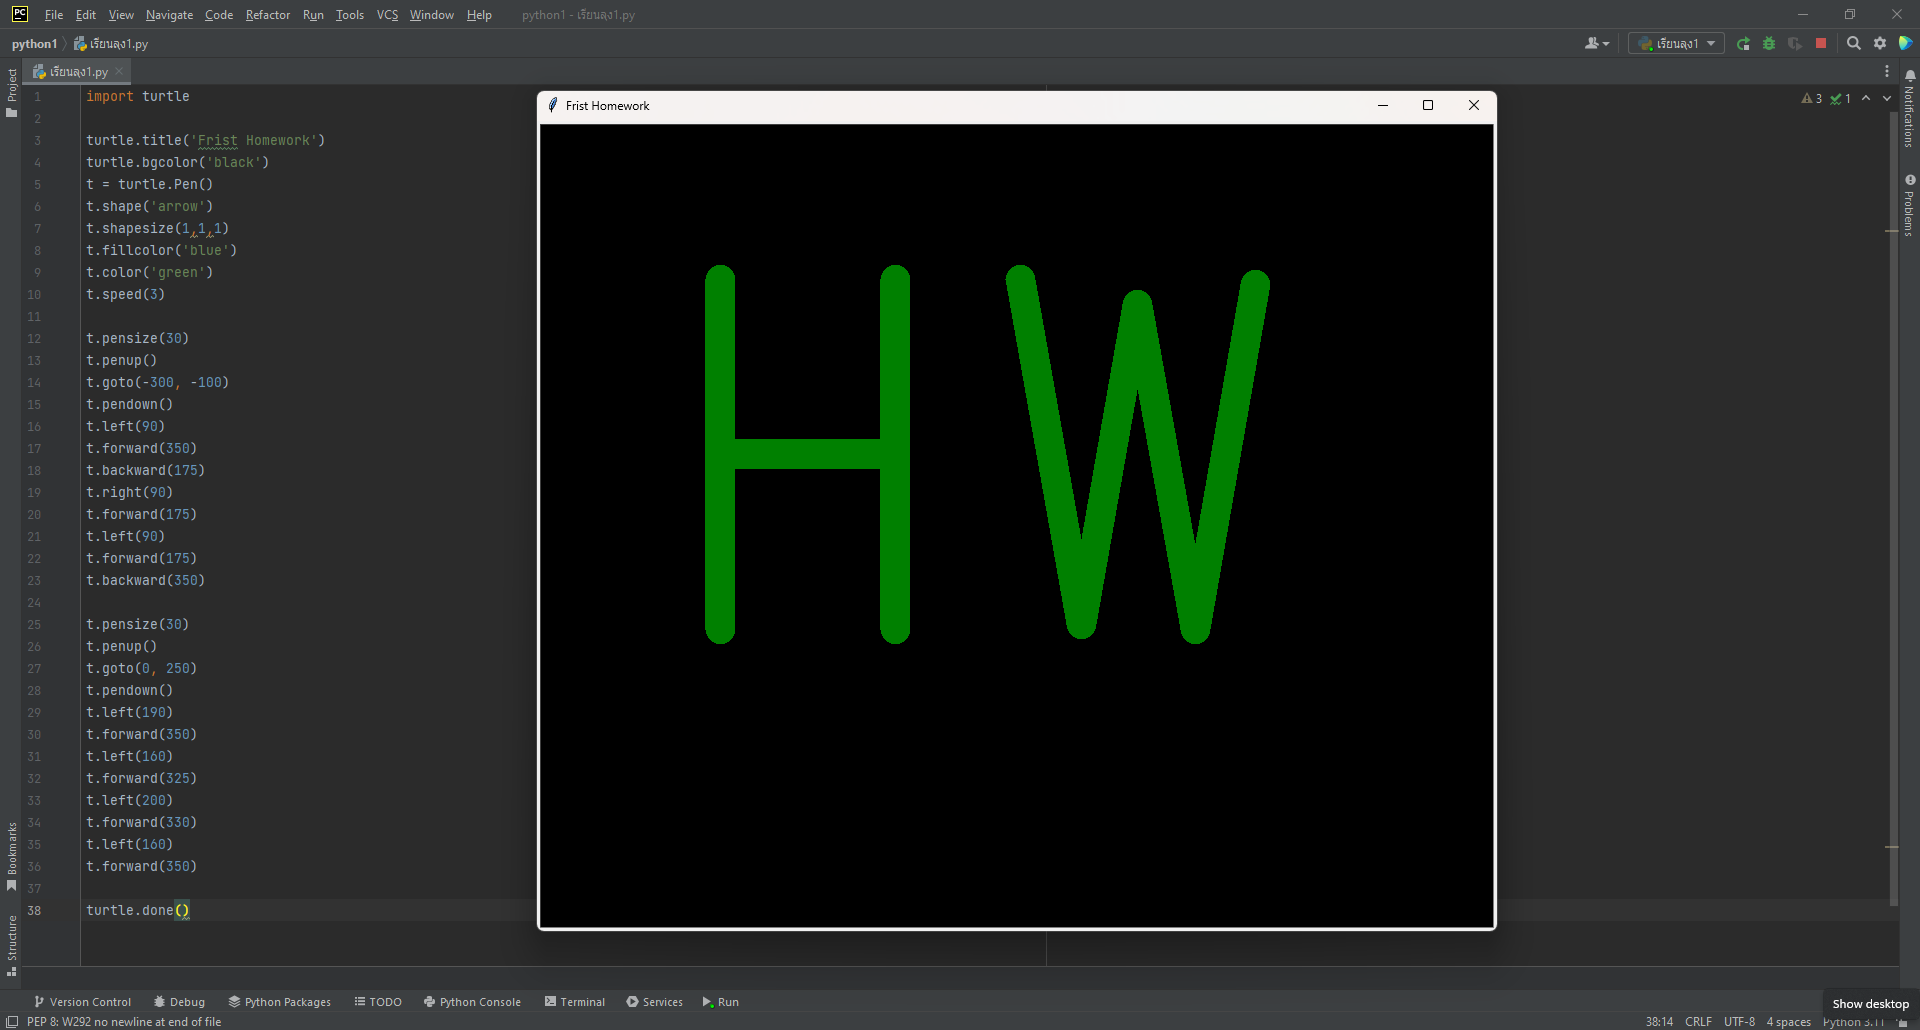 PC File Edit View Navigate Code Refactor Run Tools VCS Window Help python1 - เรียนลุง1.py
python1 เรียนลุง1.py เรียนลุง1
Project
เรียนลุง1.py
1 import turtle
2
3 turtle.title('Frist Homework')
4 turtle.bgcolor('black')
5 t = turtle.Pen()
6 t.shape('arrow')
7 t.shapesize(1,1,1)
8 t.fillcolor('blue')
9 t.color('green')
10 t.speed(3)
11
12 t.pensize(30)
13 t.penup()
14 t.goto(-300, -100)
15 t.pendown()
16 t.left(90)
17 t.forward(350)
18 t.backward(175)
19 t.right(90)
20 t.forward(175)
21 t.left(90)
22 t.forward(175)
23 t.backward(350)
24
25 t.pensize(30)
26 t.penup()
27 t.goto(0, 250)
28 t.pendown()
29 t.left(190)
30 t.forward(350)
31 t.left(160)
32 t.forward(325)
33 t.left(200)
34 t.forward(330)
35 t.left(160)
36 t.forward(350)
37
38 turtle.done()
Frist Homework
HW
3 1
Notifications
Problems
Bookmarks
Structure
Version Control Debug Python Packages TODO Python Console Terminal Services Run
Show desktop
PEP 8: W292 no newline at end of file 38:14 CRLF UTF-8 4 spaces Python 3.11